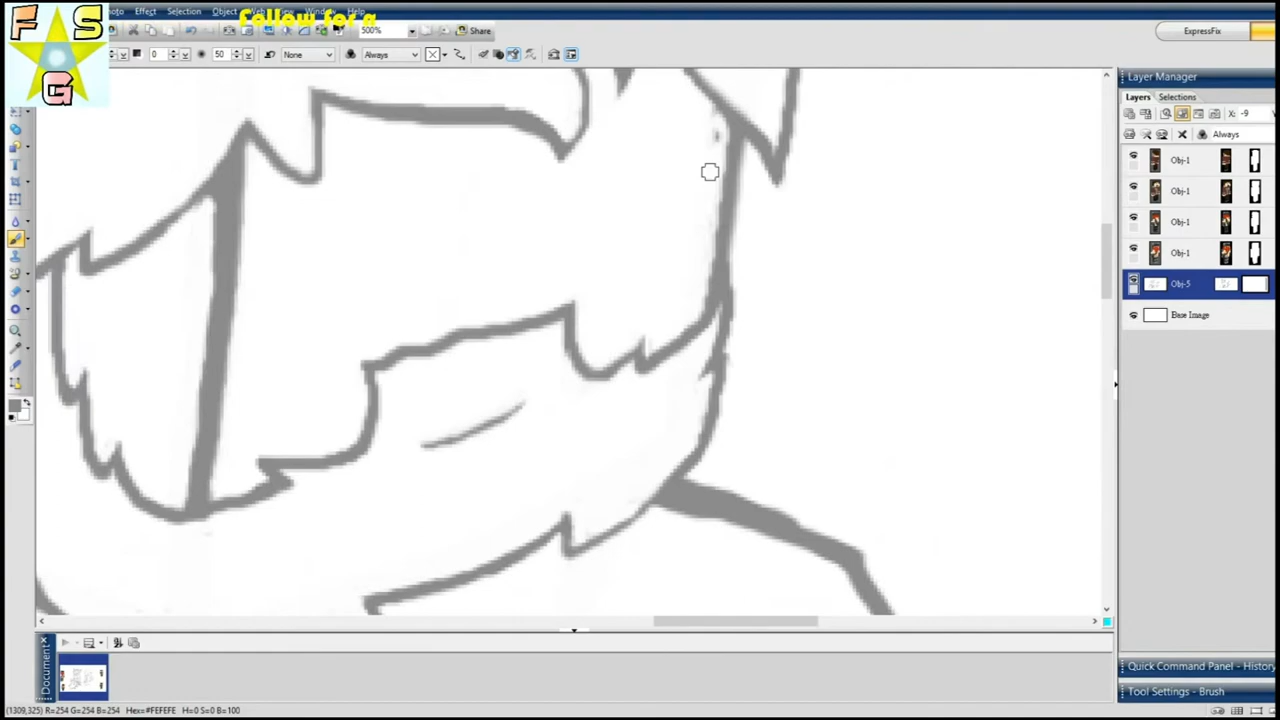 F S
G
Follow for a
oto Effect Selection Object Web View Window Help
500% Share
ExpressFix
0 50 None Always
Layer Manager
Layers Selections
X: -9
Always
Obj-1
Obj-1
Obj-1
Obj-1
Obj-5
Base Image
Document
Quick Command Panel - History
Tool Settings - Brush
(1309,325) R=254 G=254 B=254 Hex=#FEFEFE H=0 S=0 B=100